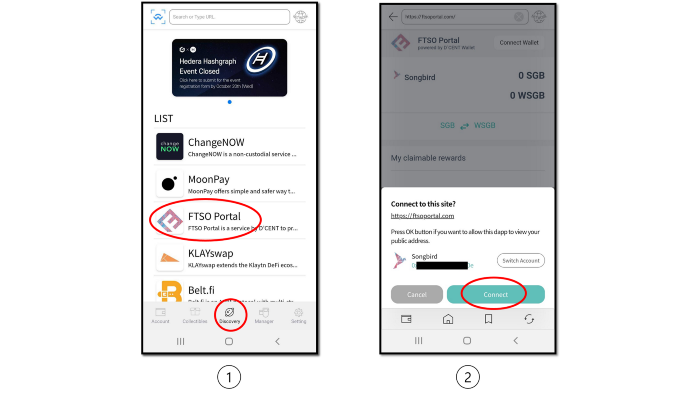 Search or Type URL
Hedera Hashgraph
Event Closed
Click here to submit for the event
registration form by October 20th (Wed)
LIST
change
NOW
ChangeNOW
ChangeNOW is a non-custodial service ...
MoonPay
MoonPay offers simple and safer way t...
FTSO Portal
FTSO Portal is a service by D'CENT to pr...
KLAYswap
KLAYswap extends the Klaytn DeFi ecos...
Belt.fi
Account
Collectibles
Discovery
Manager
Setting
1
https://ftsoportal.com/
FTSO Portal
powered by D'CENT Wallet
Connect Wallet
Songbird
0 SGB
0 WSGB
SGB
WSGB
My claimable rewards
Connect to this site?
https://ftsoportal.com
Press OK button if you want to allow this dapp to view your
public address.
Songbird
Switch Account
Cancel
Connect
2